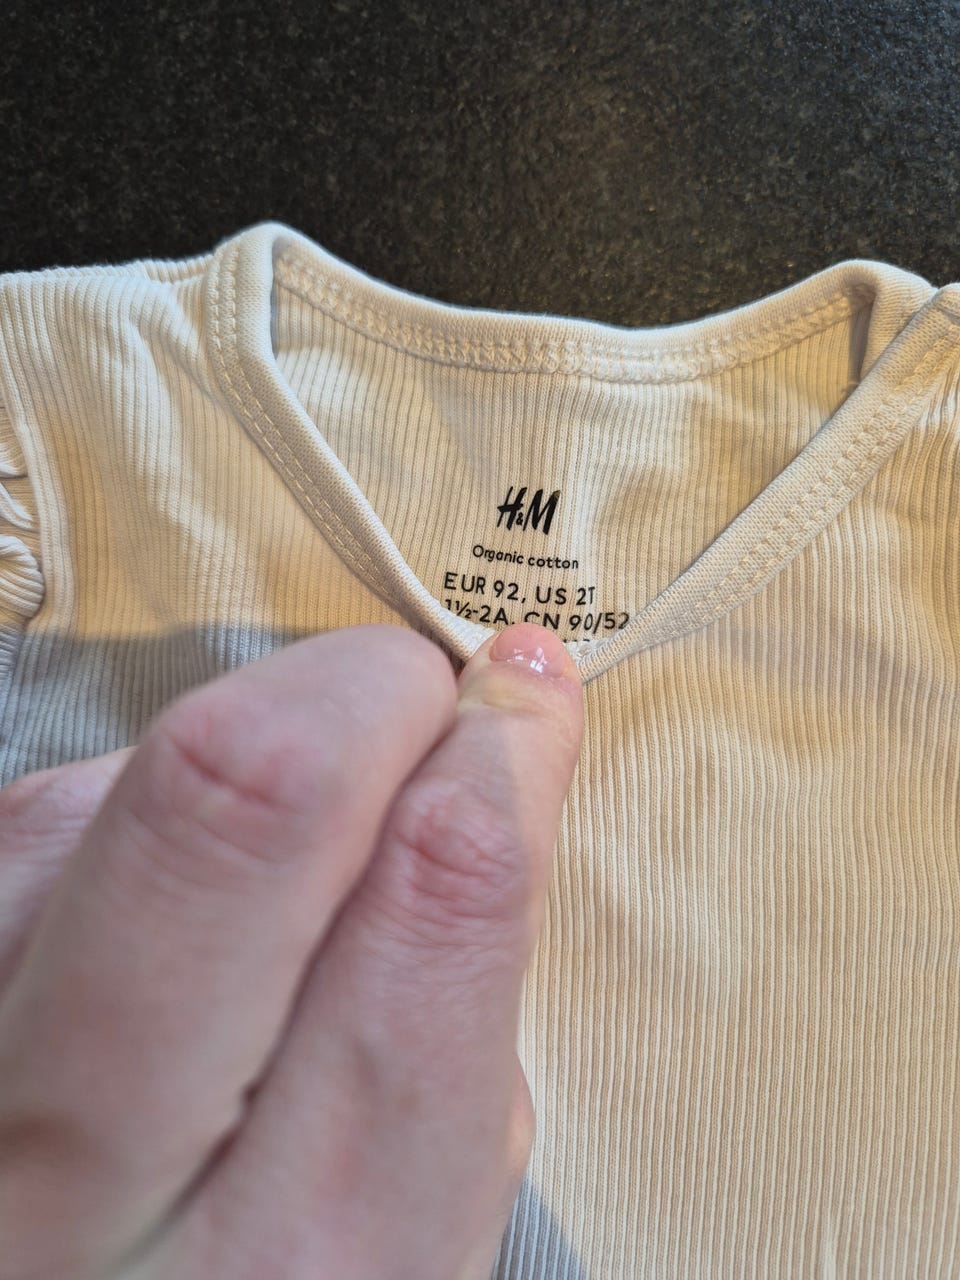 H&M
Organic cotton
EUR 92, US 2T
1½-2A, CN 90/52